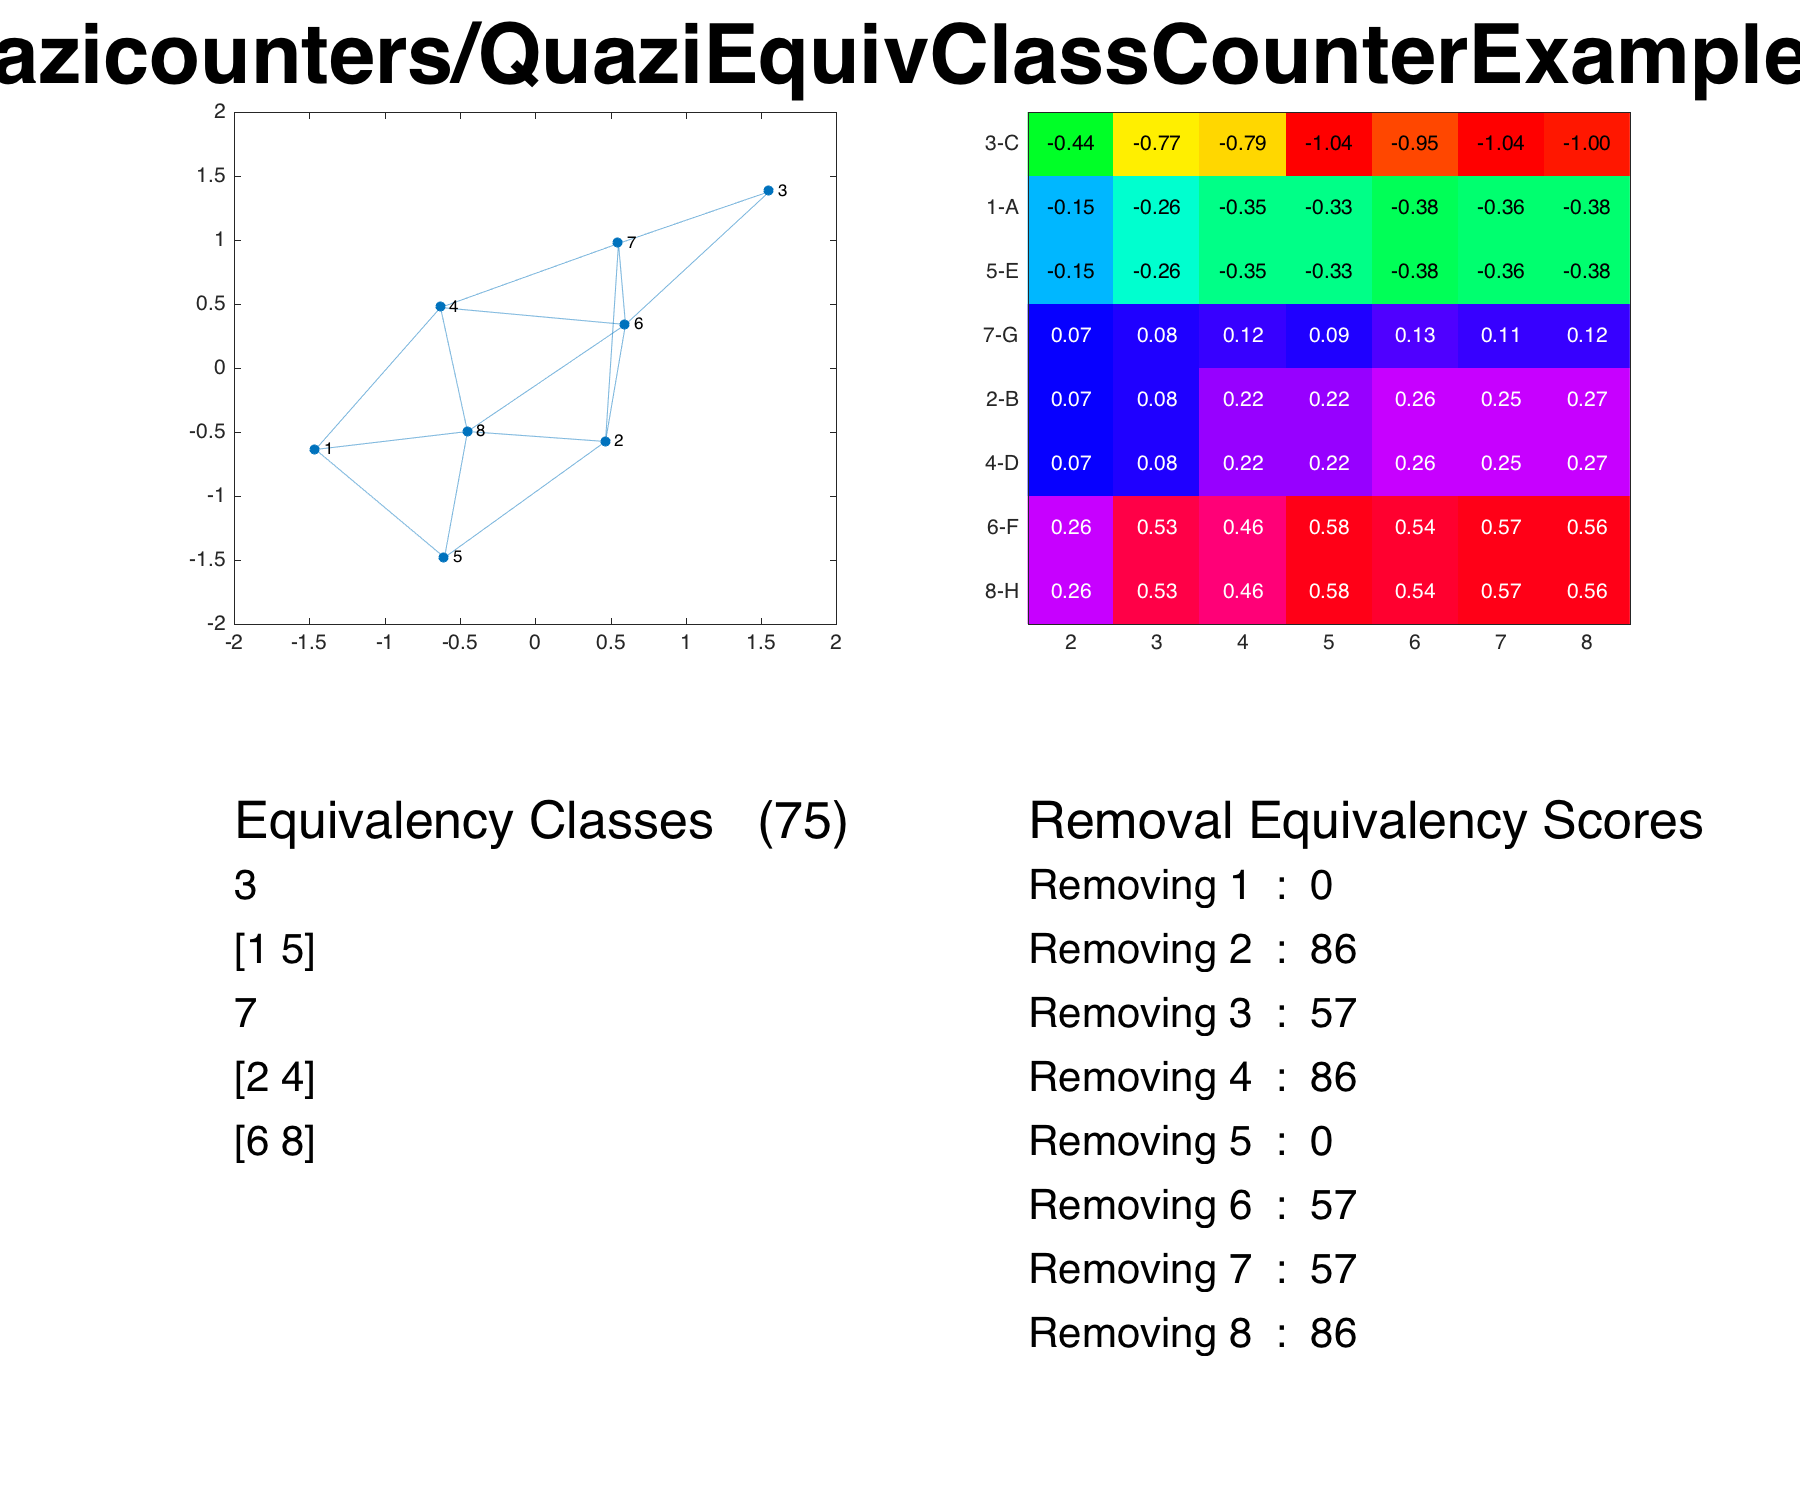 azicounters/QuaziEquivClassCounterExample
2
1.5
1
0.5
0
-0.5
-1
-1.5
-2
-2 -1.5 -1 -0.5 0 0.5 1 1.5 2
3
7
4
6
8
2
1
5
3-C -0.44 -0.77 -0.79 -1.04 -0.95 -1.04 -1.00
1-A -0.15 -0.26 -0.35 -0.33 -0.38 -0.36 -0.38
5-E -0.15 -0.26 -0.35 -0.33 -0.38 -0.36 -0.38
7-G 0.07 0.08 0.12 0.09 0.13 0.11 0.12
2-B 0.07 0.08 0.22 0.22 0.26 0.25 0.27
4-D 0.07 0.08 0.22 0.22 0.26 0.25 0.27
6-F 0.26 0.53 0.46 0.58 0.54 0.57 0.56
8-H 0.26 0.53 0.46 0.58 0.54 0.57 0.56
2 3 4 5 6 7 8
Equivalency Classes (75)
3
[1 5]
7
[2 4]
[6 8]
Removal Equivalency Scores
Removing 1 : 0
Removing 2 : 86
Removing 3 : 57
Removing 4 : 86
Removing 5 : 0
Removing 6 : 57
Removing 7 : 57
Removing 8 : 86